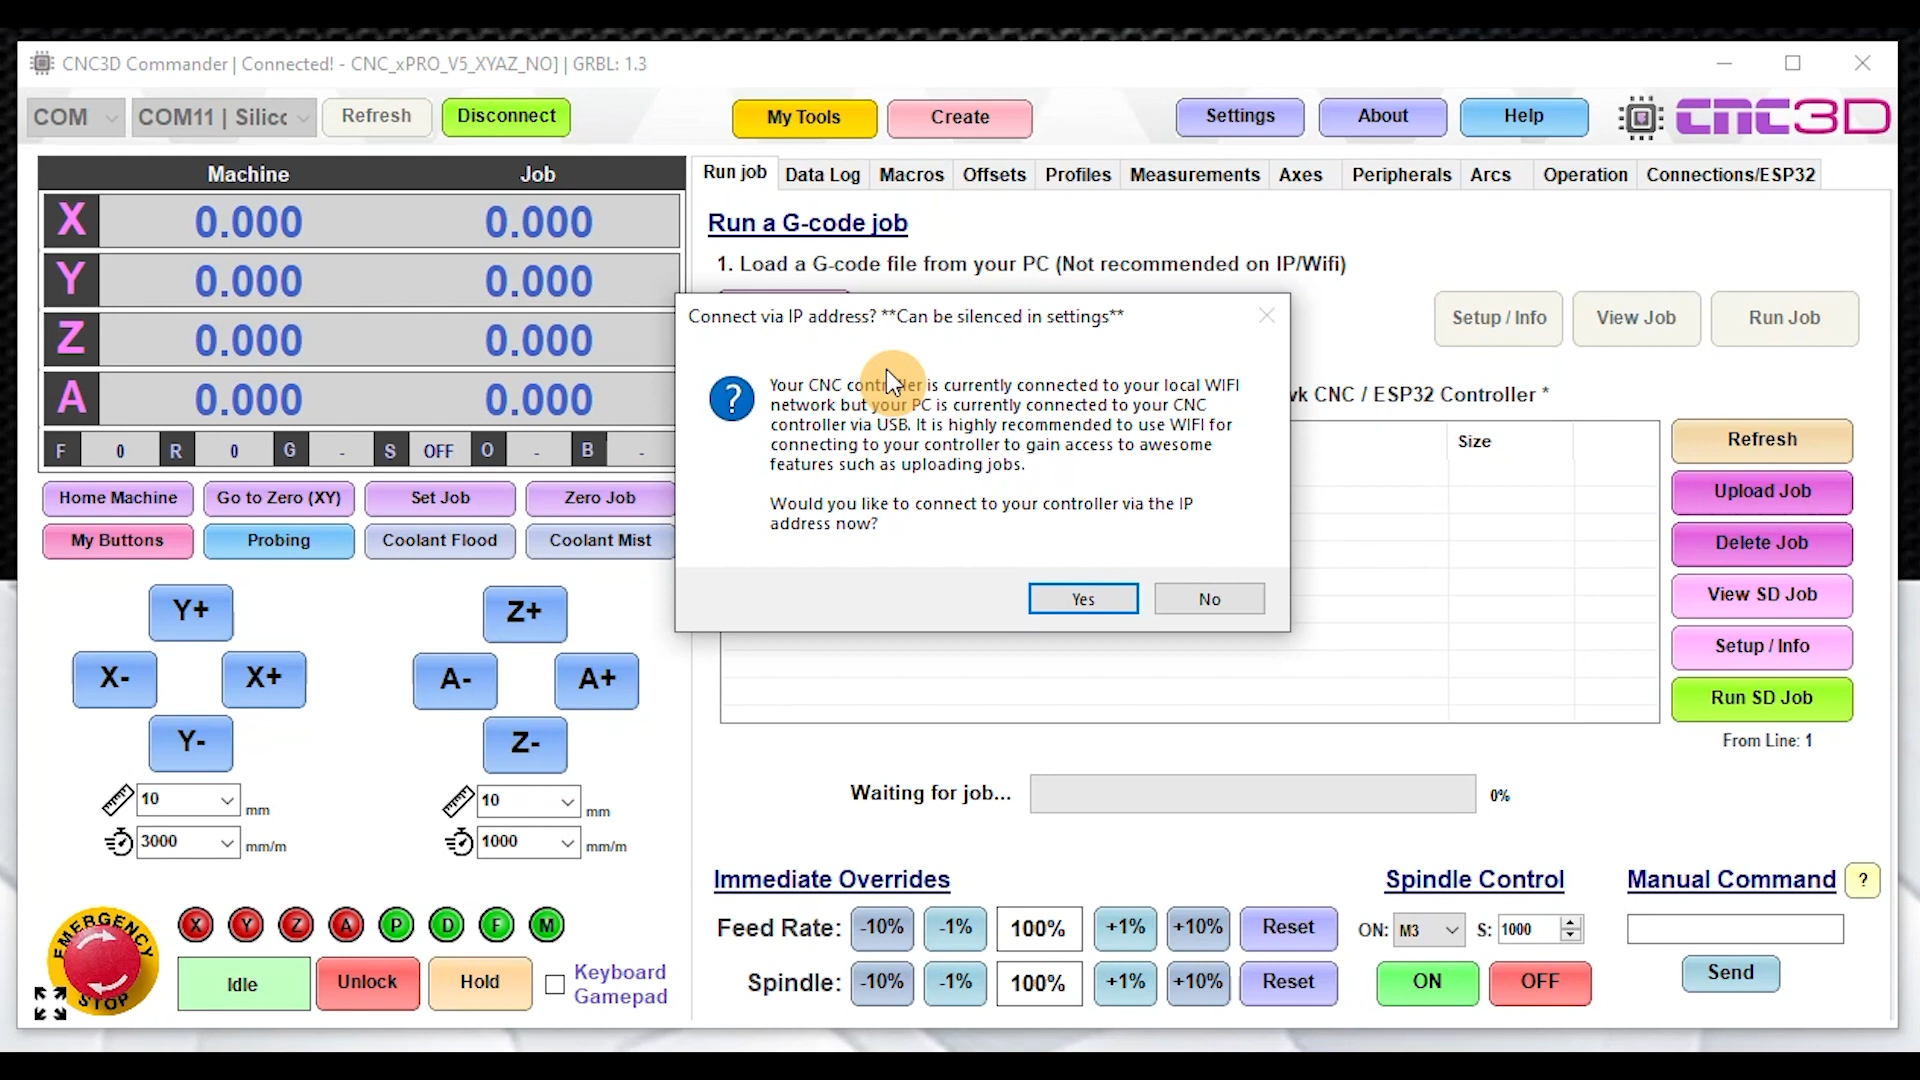 CNC3D Commander | Connected! - CNC_xPRO_V5_XYAZ_NO] | GRBL: 1.3
COM COM11 | Silicc Refresh Disconnect My Tools Create Settings About Help CNC3D
Machine Job
X 0.000 0.000
Y 0.000 0.000
Z 0.000 0.000
A 0.000 0.000
F 0 R 0 G - S OFF O - B -
Home Machine Go to Zero (XY) Set Job Zero Job
My Buttons Probing Coolant Flood Coolant Mist
Y+ Z+
X- X+ A- A+
Y- Z-
10 mm 10 mm
3000 mm/m 1000 mm/m
EMERGENCY STOP
X Y Z A P D F M
Idle Unlock Hold Keyboard
Gamepad
Run job Data Log Macros Offsets Profiles Measurements Axes Peripherals Arcs Operation Connections/ESP32
Run a G-code job
1. Load a G-code file from your PC (Not recommended on IP/Wifi)
Setup / Info View Job Run Job
Connect via IP address? **Can be silenced in settings**
?
Your CNC controller is currently connected to your local WIFI
network but your PC is currently connected to your CNC
controller via USB. It is highly recommended to use WIFI for
connecting to your controller to gain access to awesome
features such as uploading jobs.
Would you like to connect to your controller via the IP
address now?
Yes No
vk CNC / ESP32 Controller *
Size
Refresh
Upload Job
Delete Job
View SD Job
Setup / Info
Run SD Job
From Line: 1
Waiting for job... 0%
Immediate Overrides
Feed Rate: -10% -1% 100% +1% +10% Reset
Spindle: -10% -1% 100% +1% +10% Reset
Spindle Control
ON: M3 S: 1000
ON OFF
Manual Command ?
Send